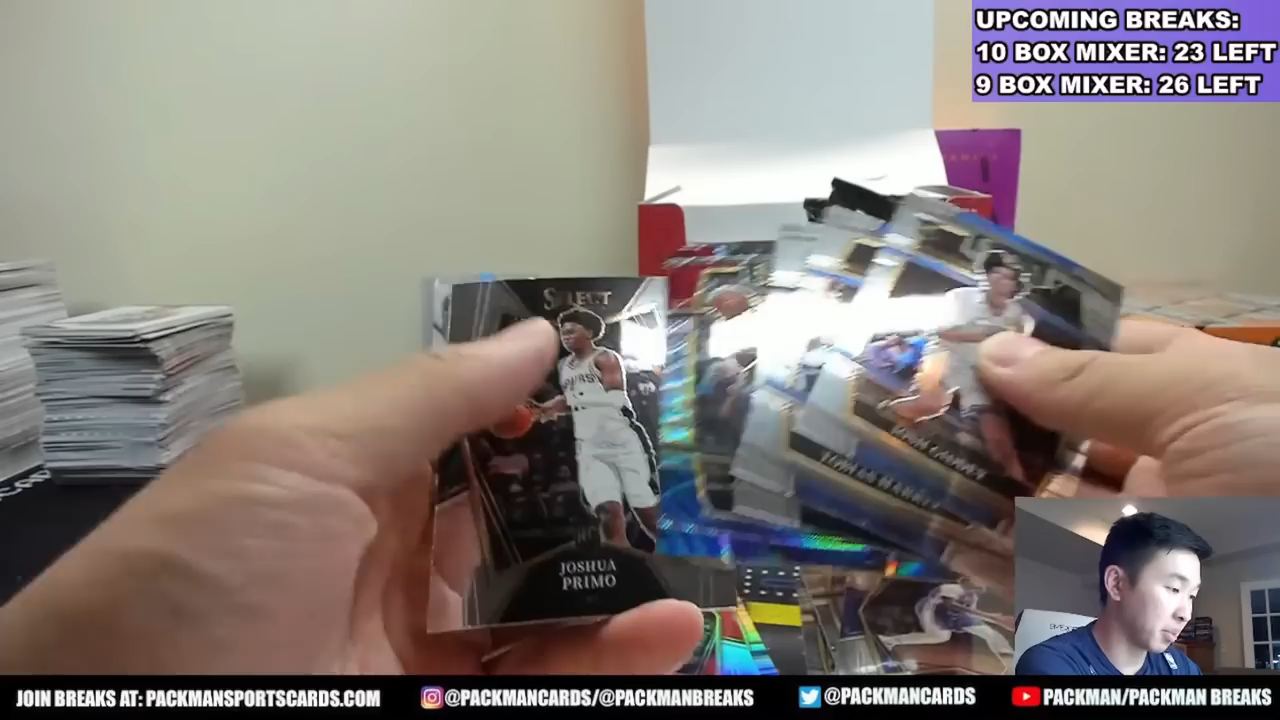 UPCOMING BREAKS:
10 BOX MIXER: 23 LEFT
9 BOX MIXER: 26 LEFT
SELECT
JOSHUA
PRIMO
JOIN BREAKS AT: PACKMANSPORTSCARDS.COM
@PACKMANCARDS/@PACKMANBREAKS
@PACKMANCARDS
PACKMAN/PACKMAN BREAKS